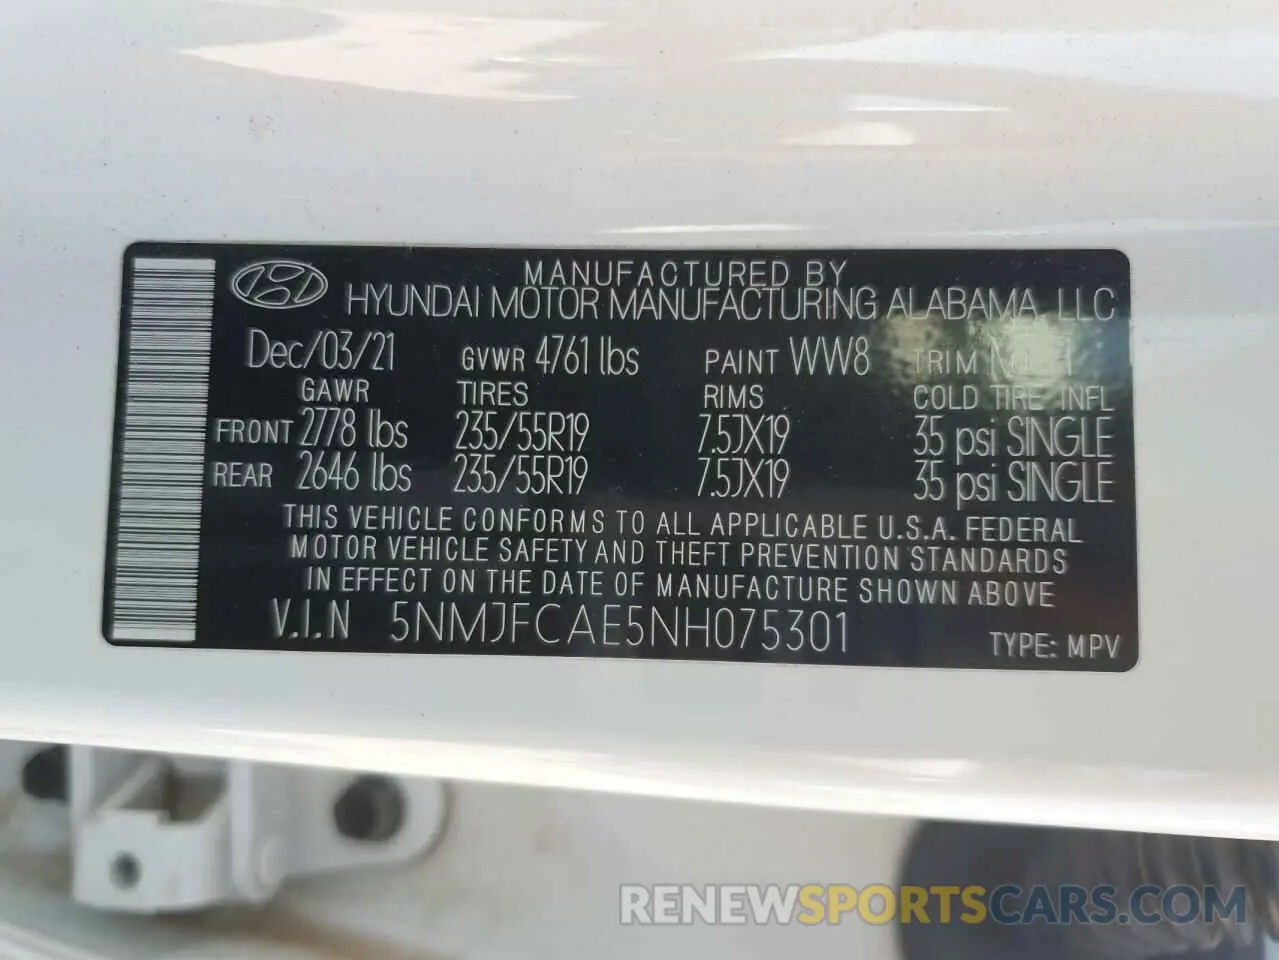 MANUFACTURED BY
HYUNDAI MOTOR MANUFACTURING ALABAMA, LLC
Dec/03/21 GVWR 4761 lbs PAINT WW8 TRIM
GAWR TIRES RIMS COLD TIRE INFL
FRONT 2778 lbs 235/55R19 7.5JX19 35 psi SINGLE
REAR 2646 lbs 235/55R19 7.5JX19 35 psi SINGLE
THIS VEHICLE CONFORMS TO ALL APPLICABLE U.S.A. FEDERAL
MOTOR VEHICLE SAFETY AND THEFT PREVENTION STANDARDS
IN EFFECT ON THE DATE OF MANUFACTURE SHOWN ABOVE
V.I.N 5NMJFCAE5NH075301 TYPE: MPV
RENEWSPORTSCARS.COM